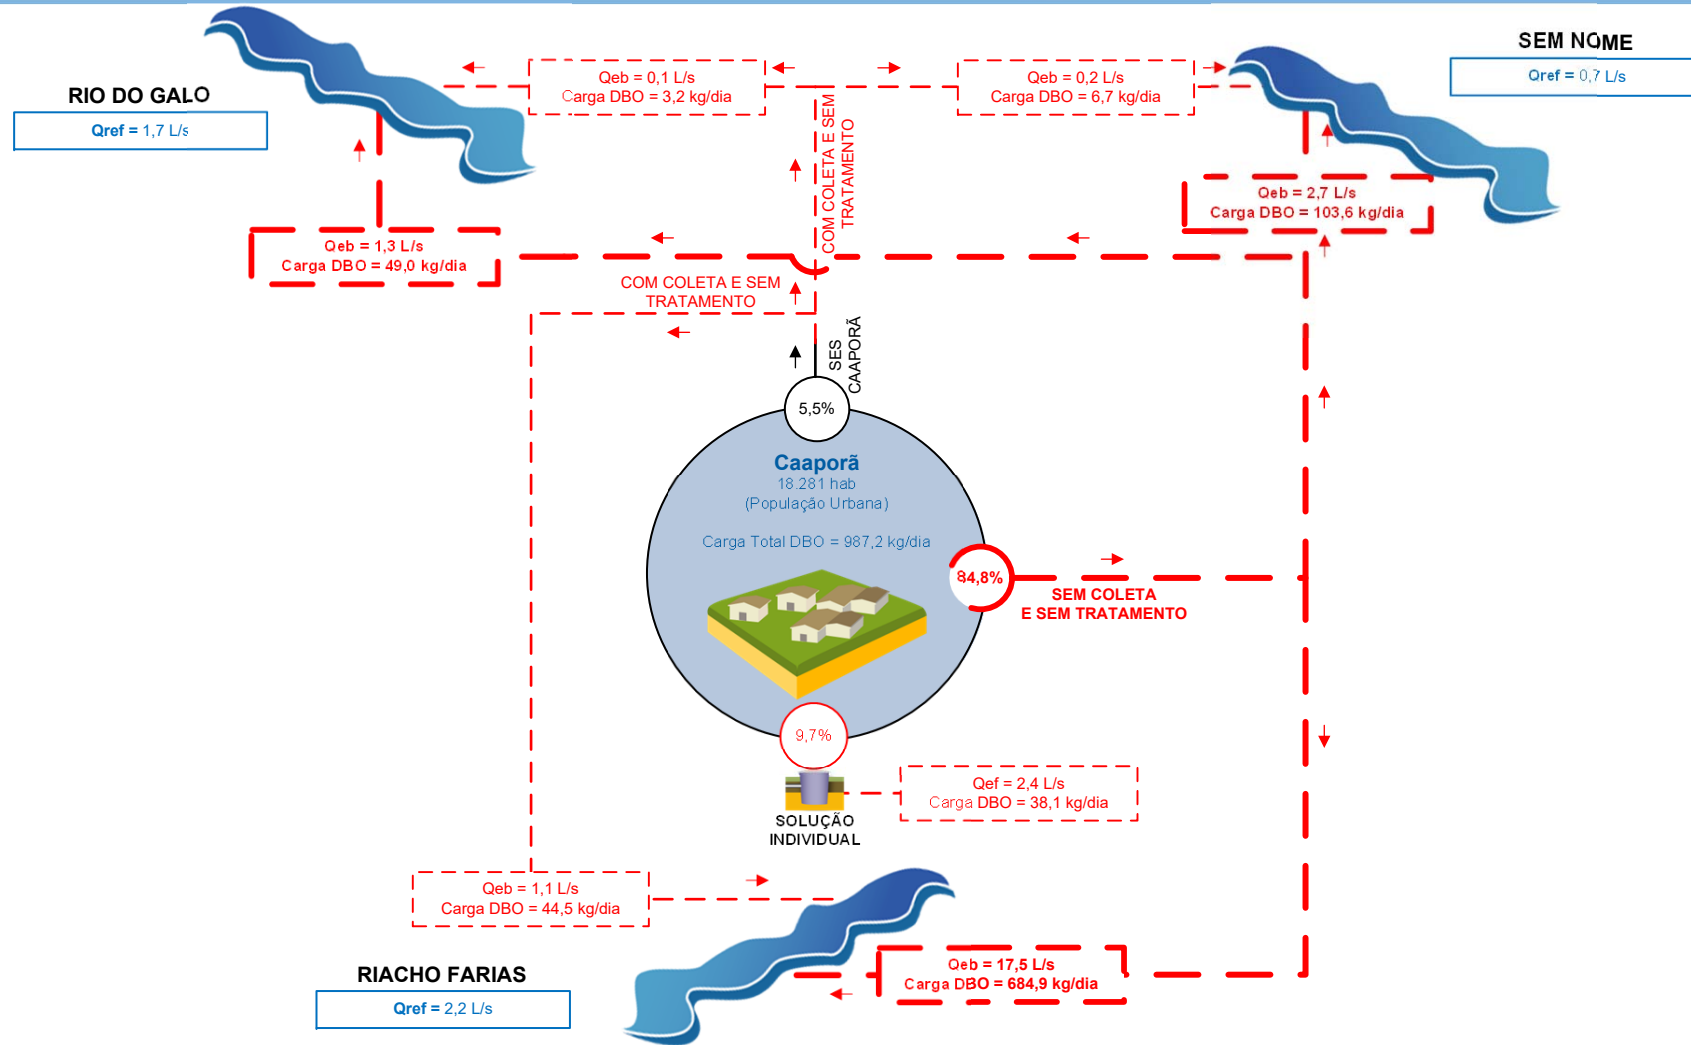 SEM NOME
Qref = 0,7 L/s
RIO DO GALO
Qref = 1,7 L/s
Qeb = 0,1 L/s
Carga DBO = 3,2 kg/dia
Qeb = 0,2 L/s
Carga DBO = 6,7 kg/dia
COM COLETA E SEM
TRATAMENTO
Qeb = 2,7 L/s
Carga DBO = 103,6 kg/dia
Qeb = 1,3 L/s
Carga DBO = 49,0 kg/dia
COM COLETA E SEM
TRATAMENTO
SES
CAAPORÃ
5,5%
Caaporã
18.281 hab
(População Urbana)
Carga Total DBO = 987,2 kg/dia
84,8%
SEM COLETA
E SEM TRATAMENTO
9,7%
SOLUÇÃO
INDIVIDUAL
Qef = 2,4 L/s
Carga DBO = 38,1 kg/dia
Qeb = 1,1 L/s
Carga DBO = 44,5 kg/dia
RIACHO FARIAS
Qref = 2,2 L/s
Qeb = 17,5 L/s
Carga DBO = 684,9 kg/dia